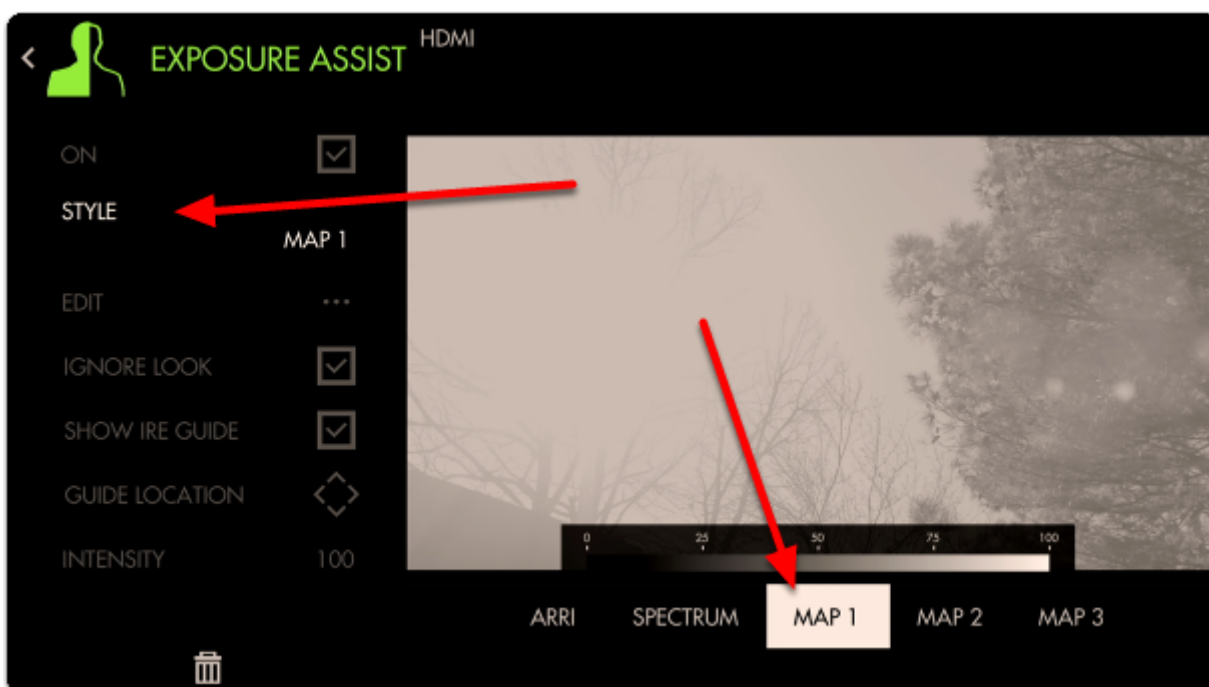 EXPOSURE ASSIST
HDMI
ON
STYLE
MAP 1
EDIT
IGNORE LOOK
SHOW IRE GUIDE
GUIDE LOCATION
INTENSITY 100
0 25 50 75 100
ARRI SPECTRUM MAP 1 MAP 2 MAP 3